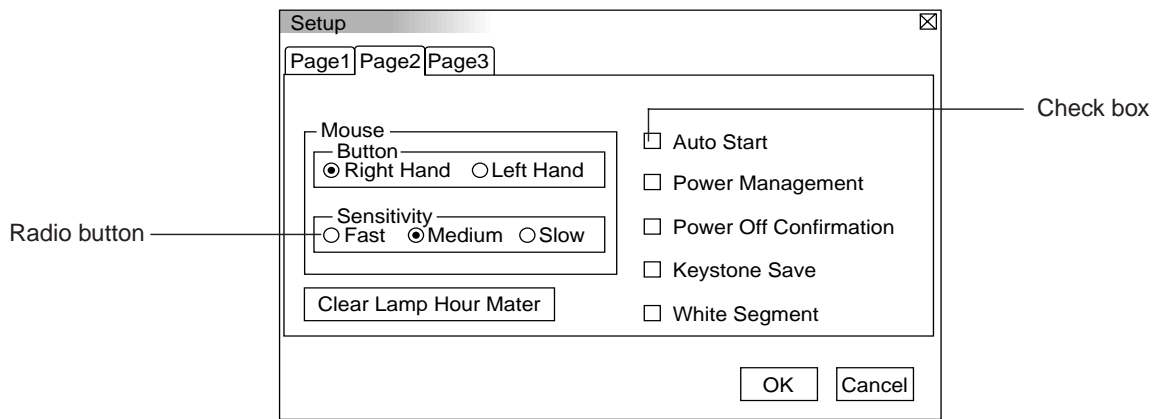 Setup
Page1 Page2 Page3
Check box
Mouse
Button
Right Hand Left Hand
Sensitivity
Fast Medium Slow
Radio button
Clear Lamp Hour Mater
Auto Start
Power Management
Power Off Confirmation
Keystone Save
White Segment
OK Cancel